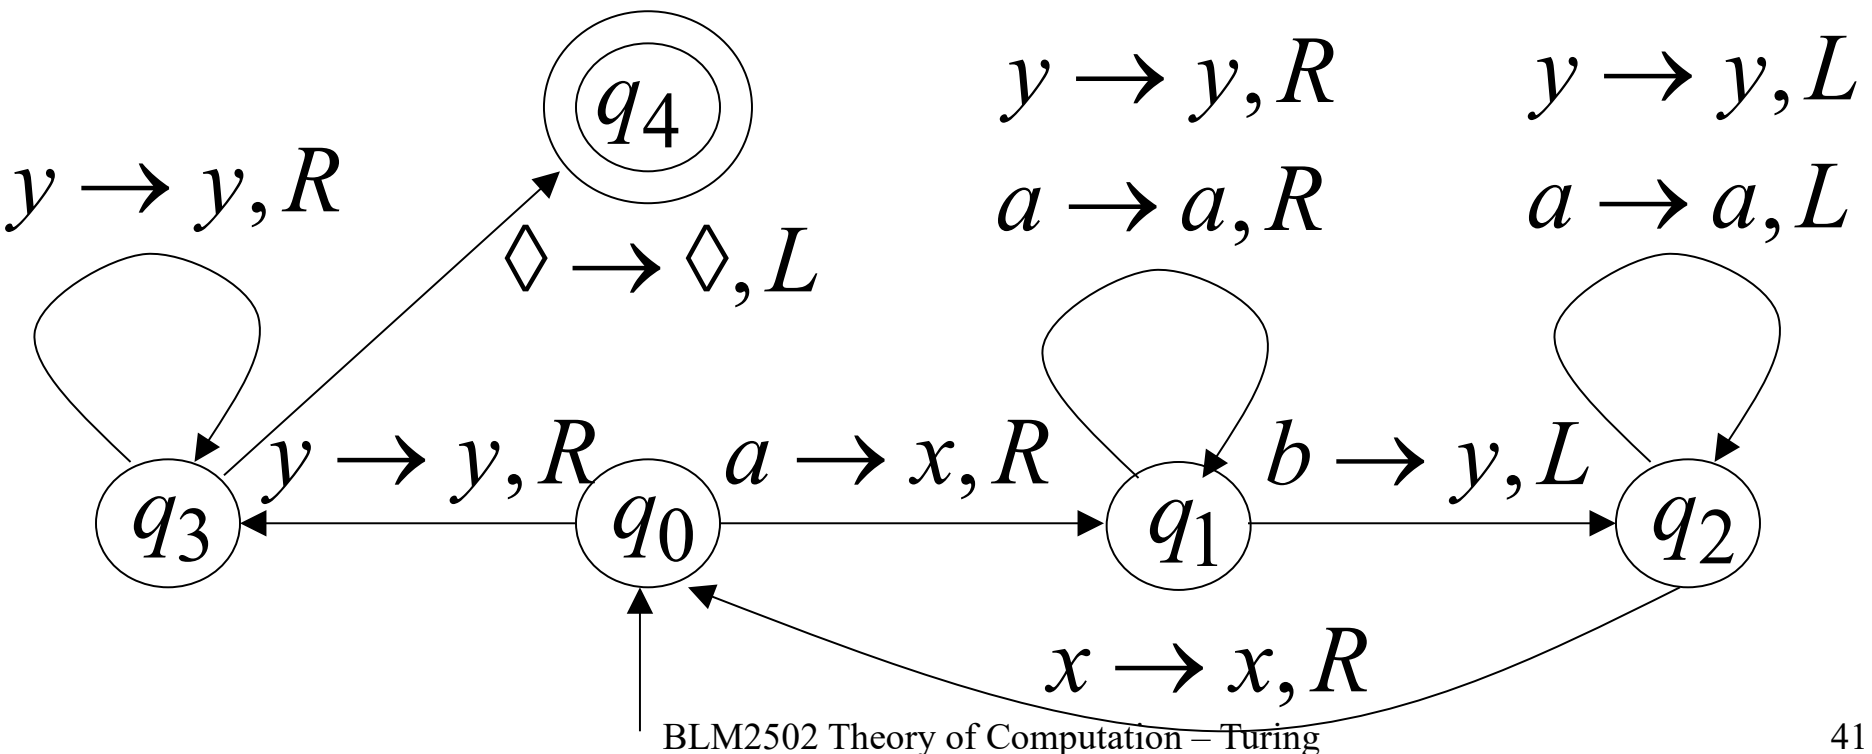 q4
y → y, R
y → y, L
y → y, R
a → a, R
a → a, L
◊ → ◊, L
y → y, R
a → x, R
b → y, L
q3
q0
q1
q2
x → x, R
BLM2502 Theory of Computation – Turing
41